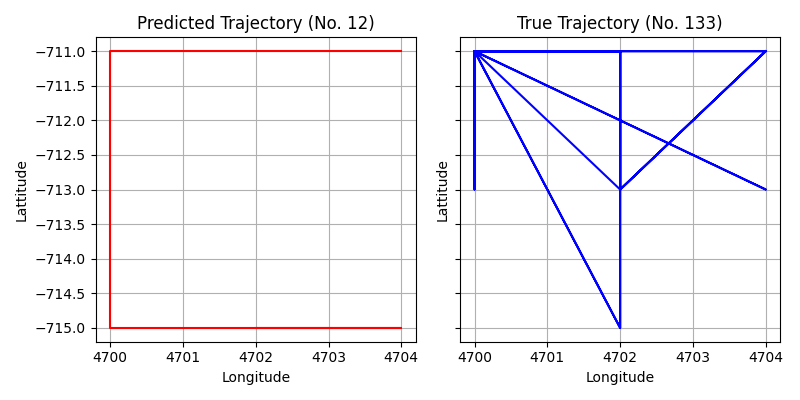 Predicted Trajectory (No. 12)
True Trajectory (No. 133)
Lattitude
−711.0
−711.5
−712.0
−712.5
−713.0
−713.5
−714.0
−714.5
−715.0
4700 4701 4702 4703 4704
Longitude
Lattitude
4700 4701 4702 4703 4704
Longitude